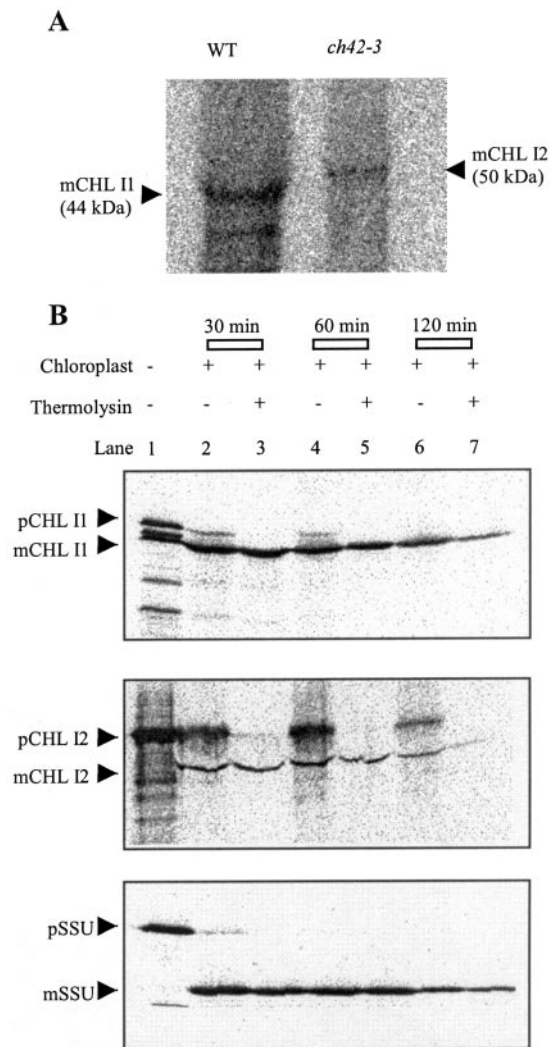 A
WT ch42-3
mCHL I1
(44 kDa)
mCHL I2
(50 kDa)
B
30 min 60 min 120 min
Chloroplast - + + + + + +
Thermolysin - - + - + - +
Lane 1 2 3 4 5 6 7
pCHL I1
mCHL I1
pCHL I2
mCHL I2
pSSU
mSSU